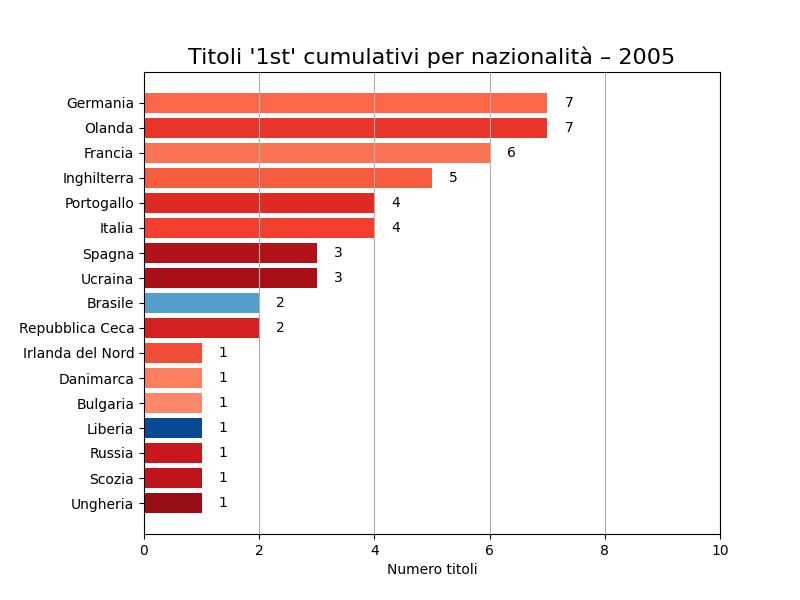 Titoli '1st' cumulativi per nazionalità – 2005
Germania 7
Olanda 7
Francia 6
Inghilterra 5
Portogallo 4
Italia 4
Spagna 3
Ucraina 3
Brasile 2
Repubblica Ceca 2
Irlanda del Nord 1
Danimarca 1
Bulgaria 1
Liberia 1
Russia 1
Scozia 1
Ungheria 1
0 2 4 6 8 10
Numero titoli